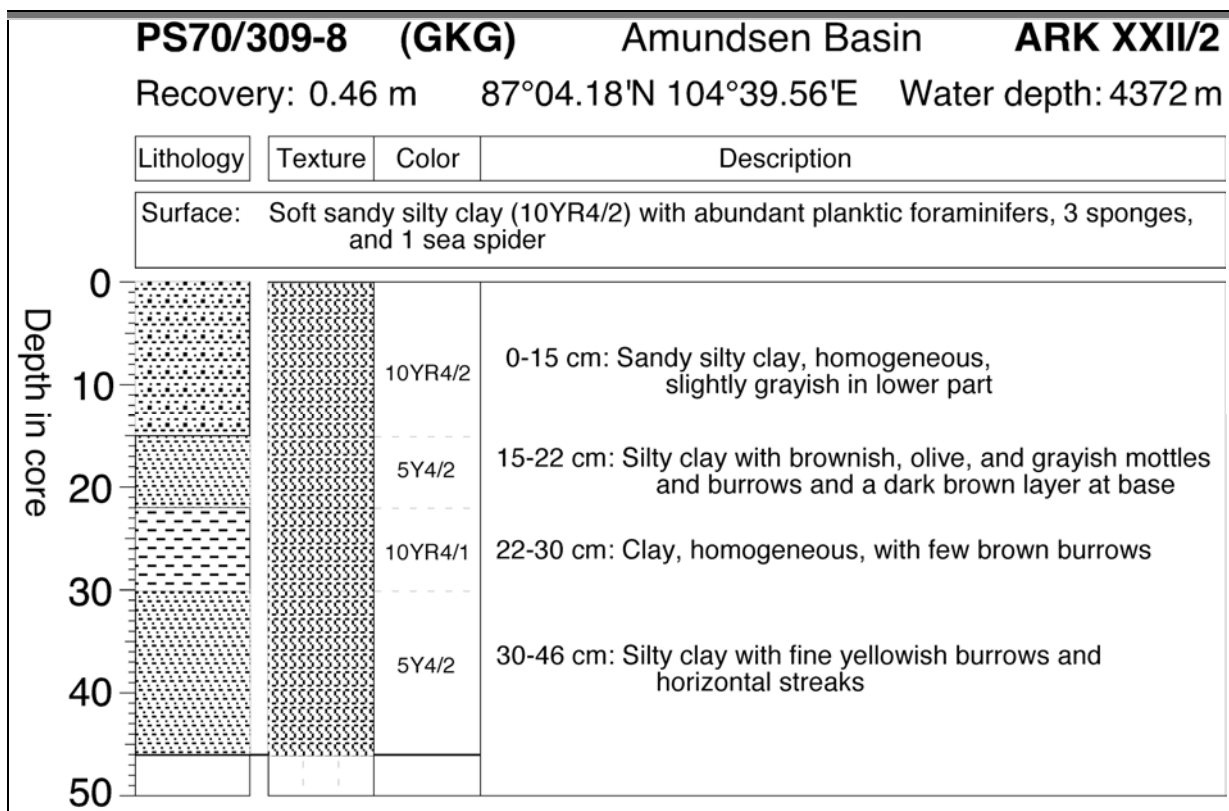 PS70/309-8 (GKG) Amundsen Basin ARK XXII/2
Recovery: 0.46 m 87°04.18'N 104°39.56'E Water depth: 4372 m
Lithology Texture Color Description
Surface: Soft sandy silty clay (10YR4/2) with abundant planktic foraminifers, 3 sponges,
and 1 sea spider
Depth in core
0
10
20
30
40
50
10YR4/2
0-15 cm: Sandy silty clay, homogeneous,
slightly grayish in lower part
5Y4/2
15-22 cm: Silty clay with brownish, olive, and grayish mottles
and burrows and a dark brown layer at base
10YR4/1
22-30 cm: Clay, homogeneous, with few brown burrows
5Y4/2
30-46 cm: Silty clay with fine yellowish burrows and
horizontal streaks